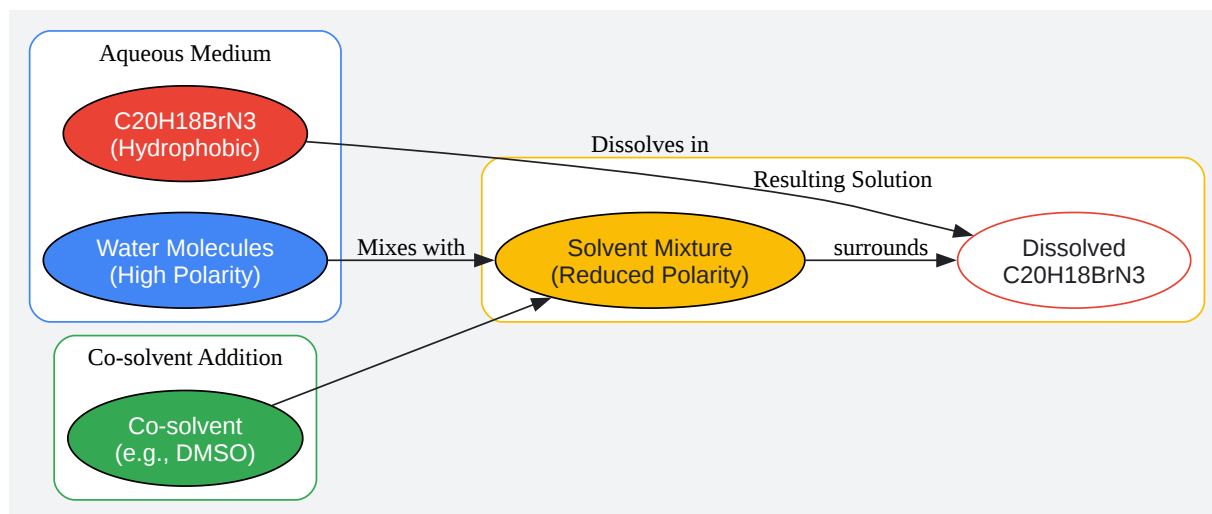 Aqueous Medium
C20H18BrN3
(Hydrophobic)
Dissolves in
Resulting Solution
Water Molecules
(High Polarity)
Mixes with
Solvent Mixture
(Reduced Polarity)
surrounds
Dissolved
C20H18BrN3
Co-solvent Addition
Co-solvent
(e.g., DMSO)